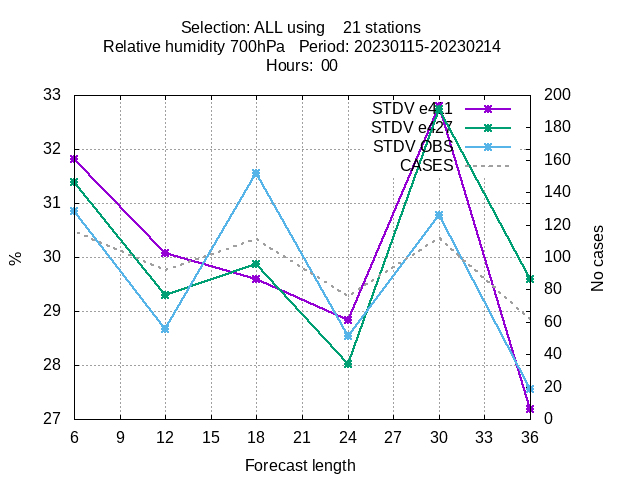 Selection: ALL using 21 stations
Relative humidity 700hPa Period: 20230115-20230214
Hours: 00
33
32
31
30
29
28
27
%
200
180
160
140
120
100
80
60
40
20
0
No cases
STDV
STDV
STDV OBS
CASES
6 9 12 15 18 21 24 27 30 33 36
Forecast length